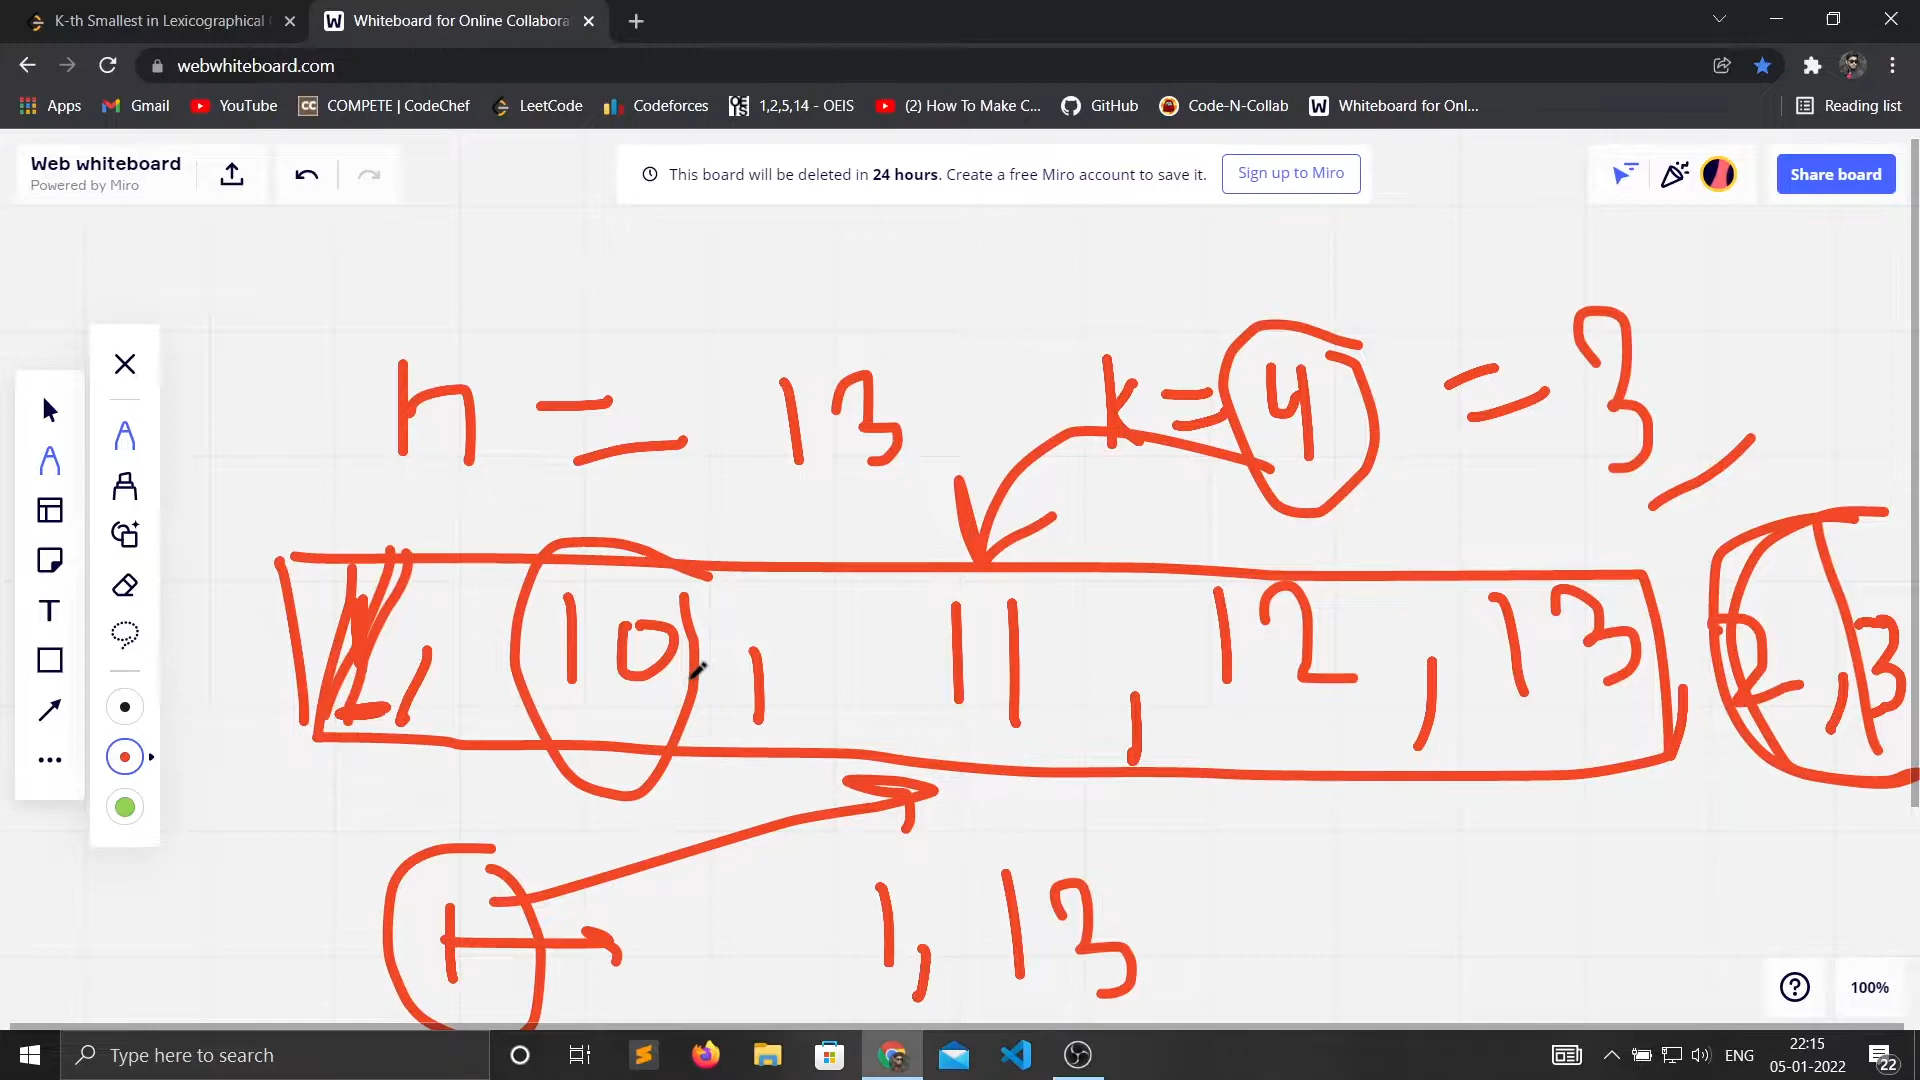 K-th Smallest in Lexicographical
Whiteboard for Online Collabora
webwhiteboard.com
Apps Gmail YouTube COMPETE | CodeChef LeetCode Codeforces 1,2,5,14 - OEIS (2) How To Make C... GitHub Code-N-Collab Whiteboard for Onl... Reading list
Web whiteboard
Powered by Miro
This board will be deleted in 24 hours. Create a free Miro account to save it. Sign up to Miro
Share board
n = 13 k=4 = 3,
1, 10, 11, 12, 13, 2, 3
1 1, 13
100%
Type here to search
ENG
22:15
05-01-2022
22